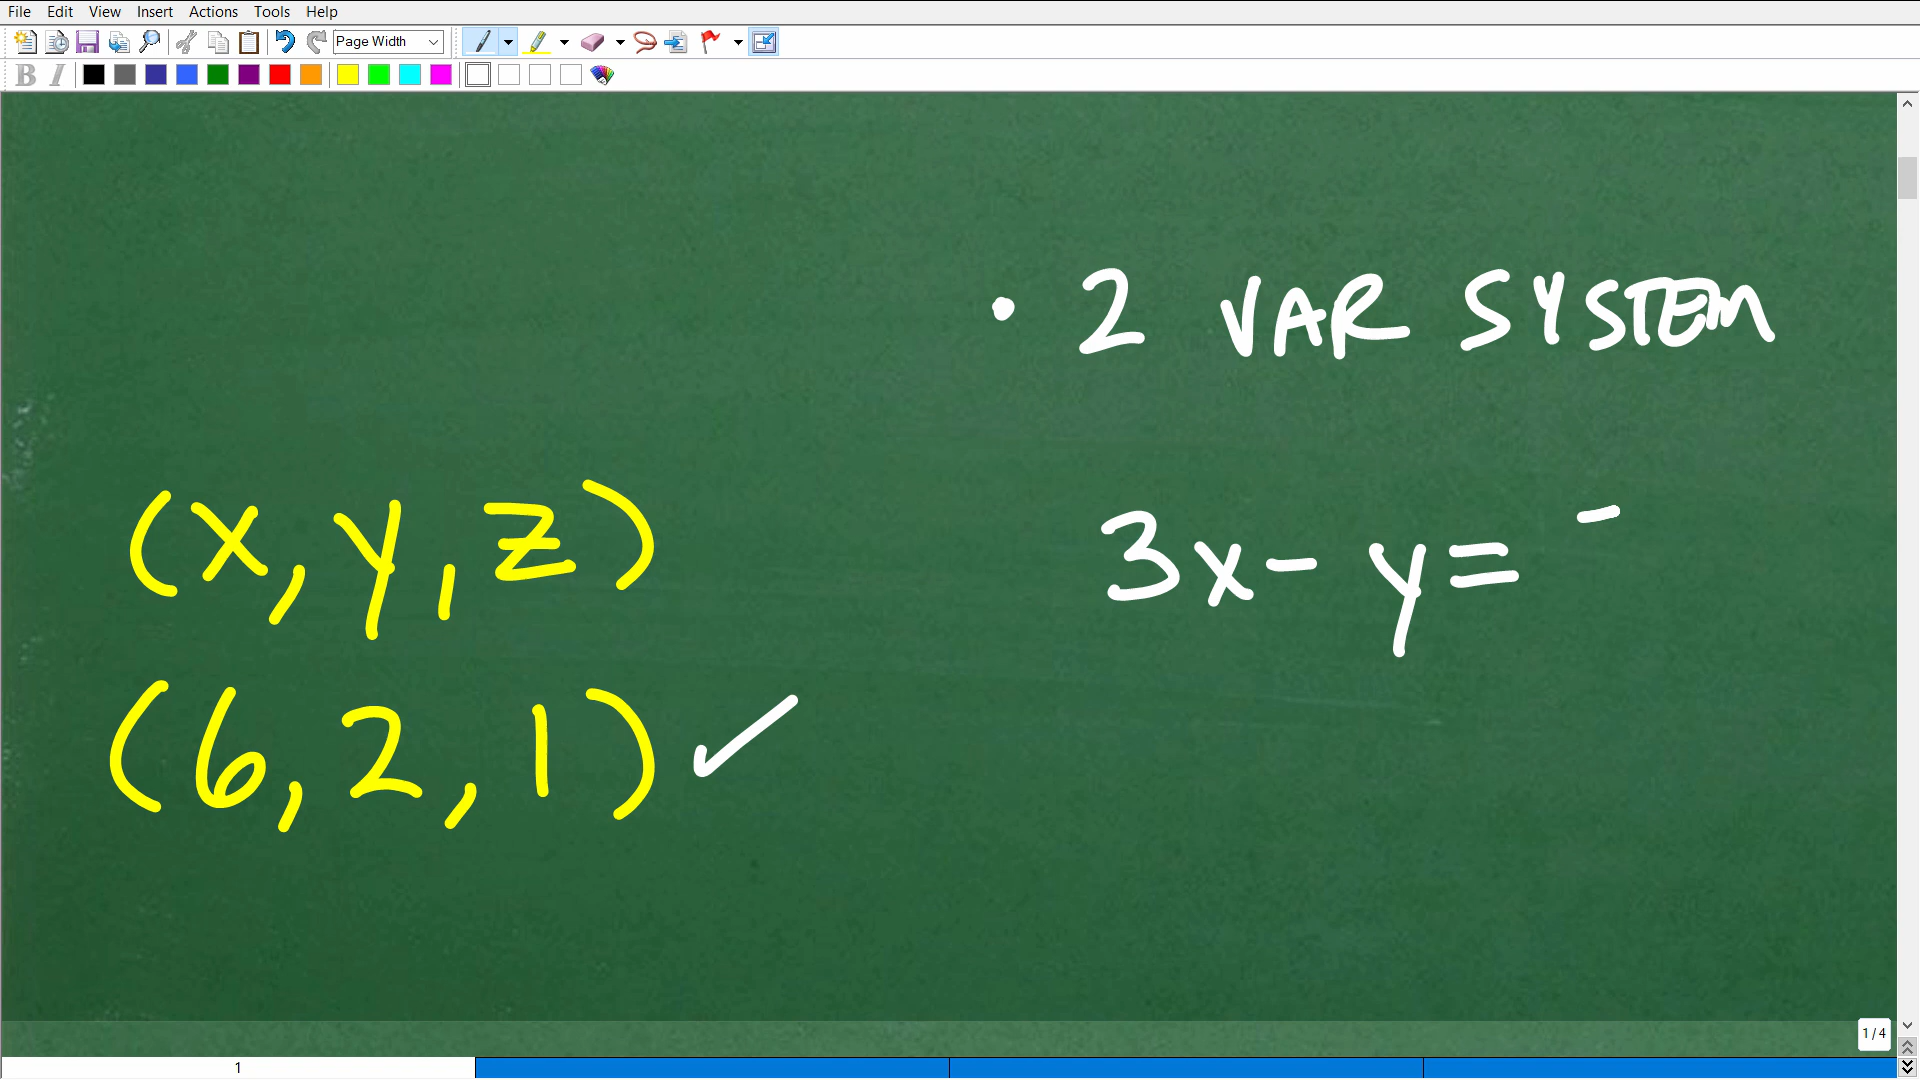 File Edit View Insert Actions Tools Help
Page Width
B I
• 2 VAR SYSTEM
(x, y, z)
3x- y= -
(6, 2, 1) ✓
1 / 4
1